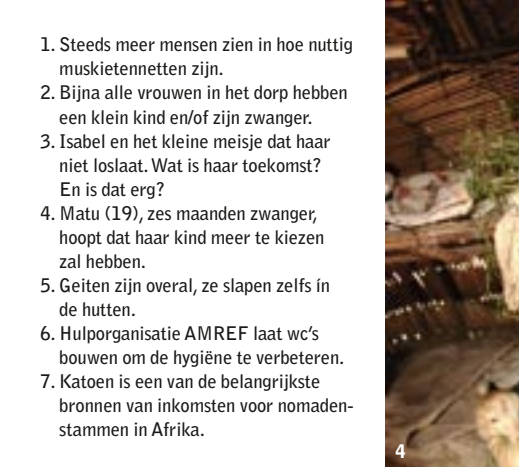 1. Steeds meer mensen zien in hoe nuttig
muskietennetten zijn.
2. Bijna alle vrouwen in het dorp hebben
een klein kind en/of zijn zwanger.
3. Isabel en het kleine meisje dat haar
niet loslaat. Wat is haar toekomst?
En is dat erg?
4. Matu (19), zes maanden zwanger,
hoopt dat haar kind meer te kiezen
zal hebben.
5. Geiten zijn overal, ze slapen zelfs ín
de hutten.
6. Hulporganisatie AMREF laat wc's
bouwen om de hygiëne te verbeteren.
7. Katoen is een van de belangrijkste
bronnen van inkomsten voor nomaden-
stammen in Afrika.
4